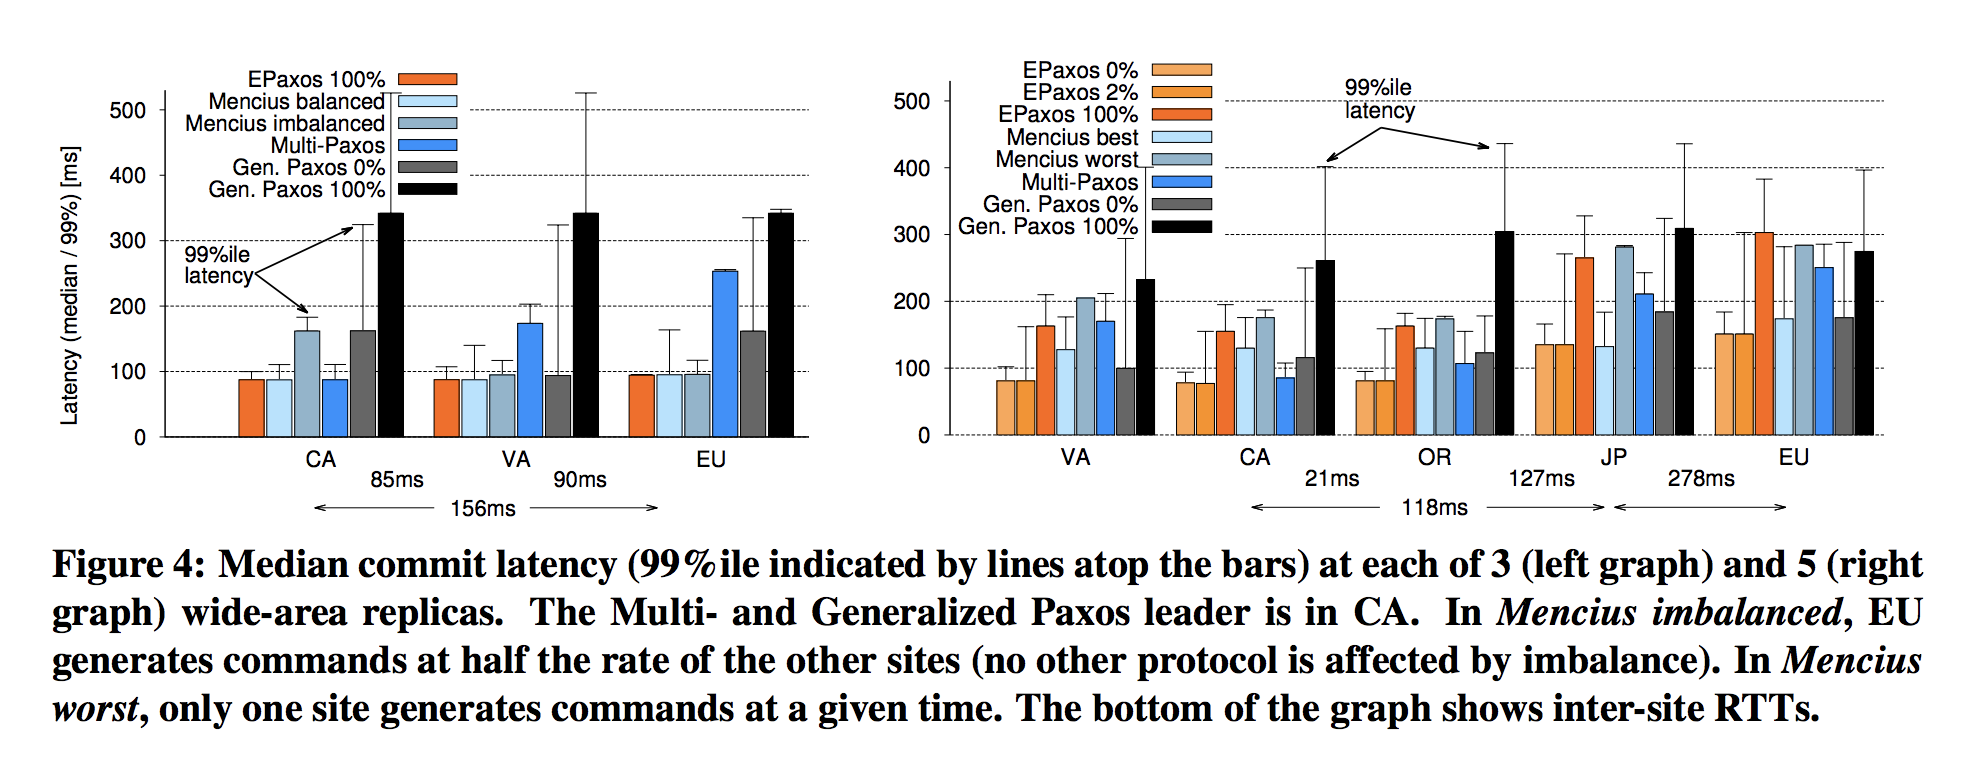 EPaxos 100%
Mencius balanced
Mencius imbalanced
Multi-Paxos
Gen. Paxos 0%
Gen. Paxos 100%
99%ile
latency
Latency (median / 99%) [ms]
500
400
300
200
100
0
CA VA EU
85ms 90ms
156ms
EPaxos 0%
EPaxos 2%
EPaxos 100%
Mencius best
Mencius worst
Multi-Paxos
Gen. Paxos 0%
Gen. Paxos 100%
99%ile
latency
500
400
300
200
100
0
VA CA OR JP EU
21ms 127ms 278ms
118ms
Figure 4: Median commit latency (99%ile indicated by lines atop the bars) at each of 3 (left graph) and 5 (right
graph) wide-area replicas. The Multi- and Generalized Paxos leader is in CA. In Mencius imbalanced, EU
generates commands at half the rate of the other sites (no other protocol is affected by imbalance). In Mencius
worst, only one site generates commands at a given time. The bottom of the graph shows inter-site RTTs.